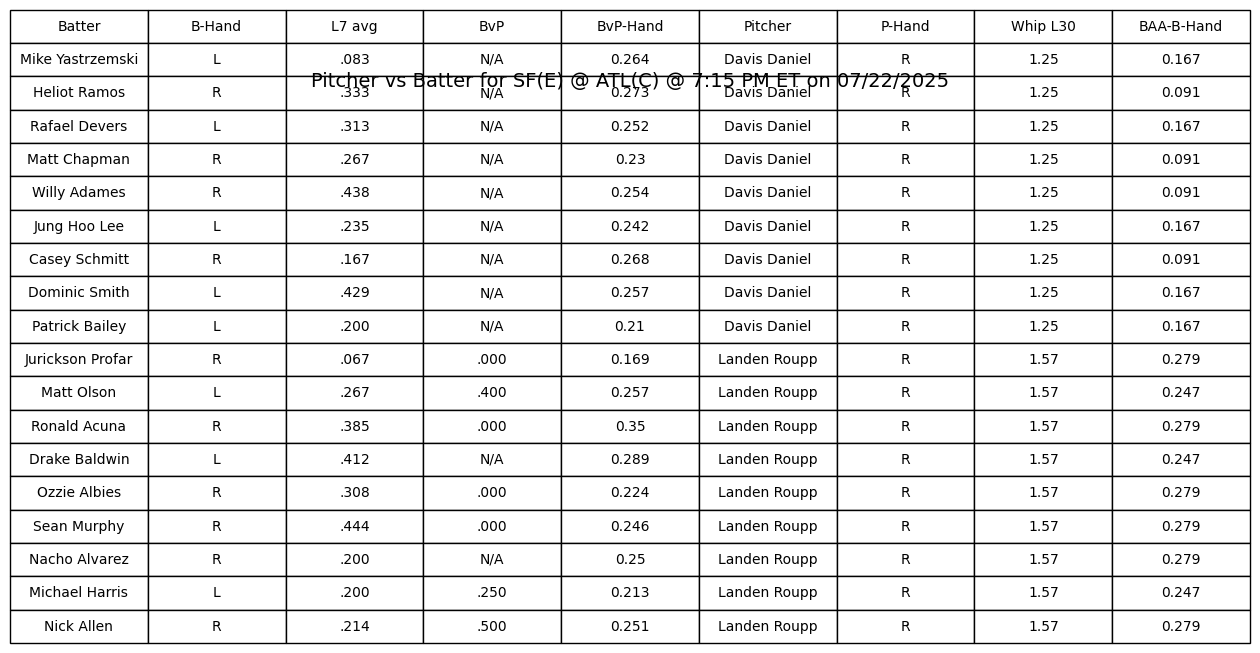 Batter B-Hand L7 avg BvP BvP-Hand Pitcher P-Hand Whip L30 BAA-B-Hand
Mike Yastrzemski L .083 N/A 0.264 Davis Daniel R 1.25 0.167
Pitcher vs Batter for SF(E) @ ATL(C) @ 7:15 PM ET on 07/22/2025
Heliot Ramos R .333 N/A 0.273 Davis Daniel R 1.25 0.091
Rafael Devers L .313 N/A 0.252 Davis Daniel R 1.25 0.167
Matt Chapman R .267 N/A 0.23 Davis Daniel R 1.25 0.091
Willy Adames R .438 N/A 0.254 Davis Daniel R 1.25 0.091
Jung Hoo Lee L .235 N/A 0.242 Davis Daniel R 1.25 0.167
Casey Schmitt R .167 N/A 0.268 Davis Daniel R 1.25 0.091
Dominic Smith L .429 N/A 0.257 Davis Daniel R 1.25 0.167
Patrick Bailey L .200 N/A 0.21 Davis Daniel R 1.25 0.167
Jurickson Profar R .067 .000 0.169 Landen Roupp R 1.57 0.279
Matt Olson L .267 .400 0.257 Landen Roupp R 1.57 0.247
Ronald Acuna R .385 .000 0.35 Landen Roupp R 1.57 0.279
Drake Baldwin L .412 N/A 0.289 Landen Roupp R 1.57 0.247
Ozzie Albies R .308 .000 0.224 Landen Roupp R 1.57 0.279
Sean Murphy R .444 .000 0.246 Landen Roupp R 1.57 0.279
Nacho Alvarez R .200 N/A 0.25 Landen Roupp R 1.57 0.279
Michael Harris L .200 .250 0.213 Landen Roupp R 1.57 0.247
Nick Allen R .214 .500 0.251 Landen Roupp R 1.57 0.279